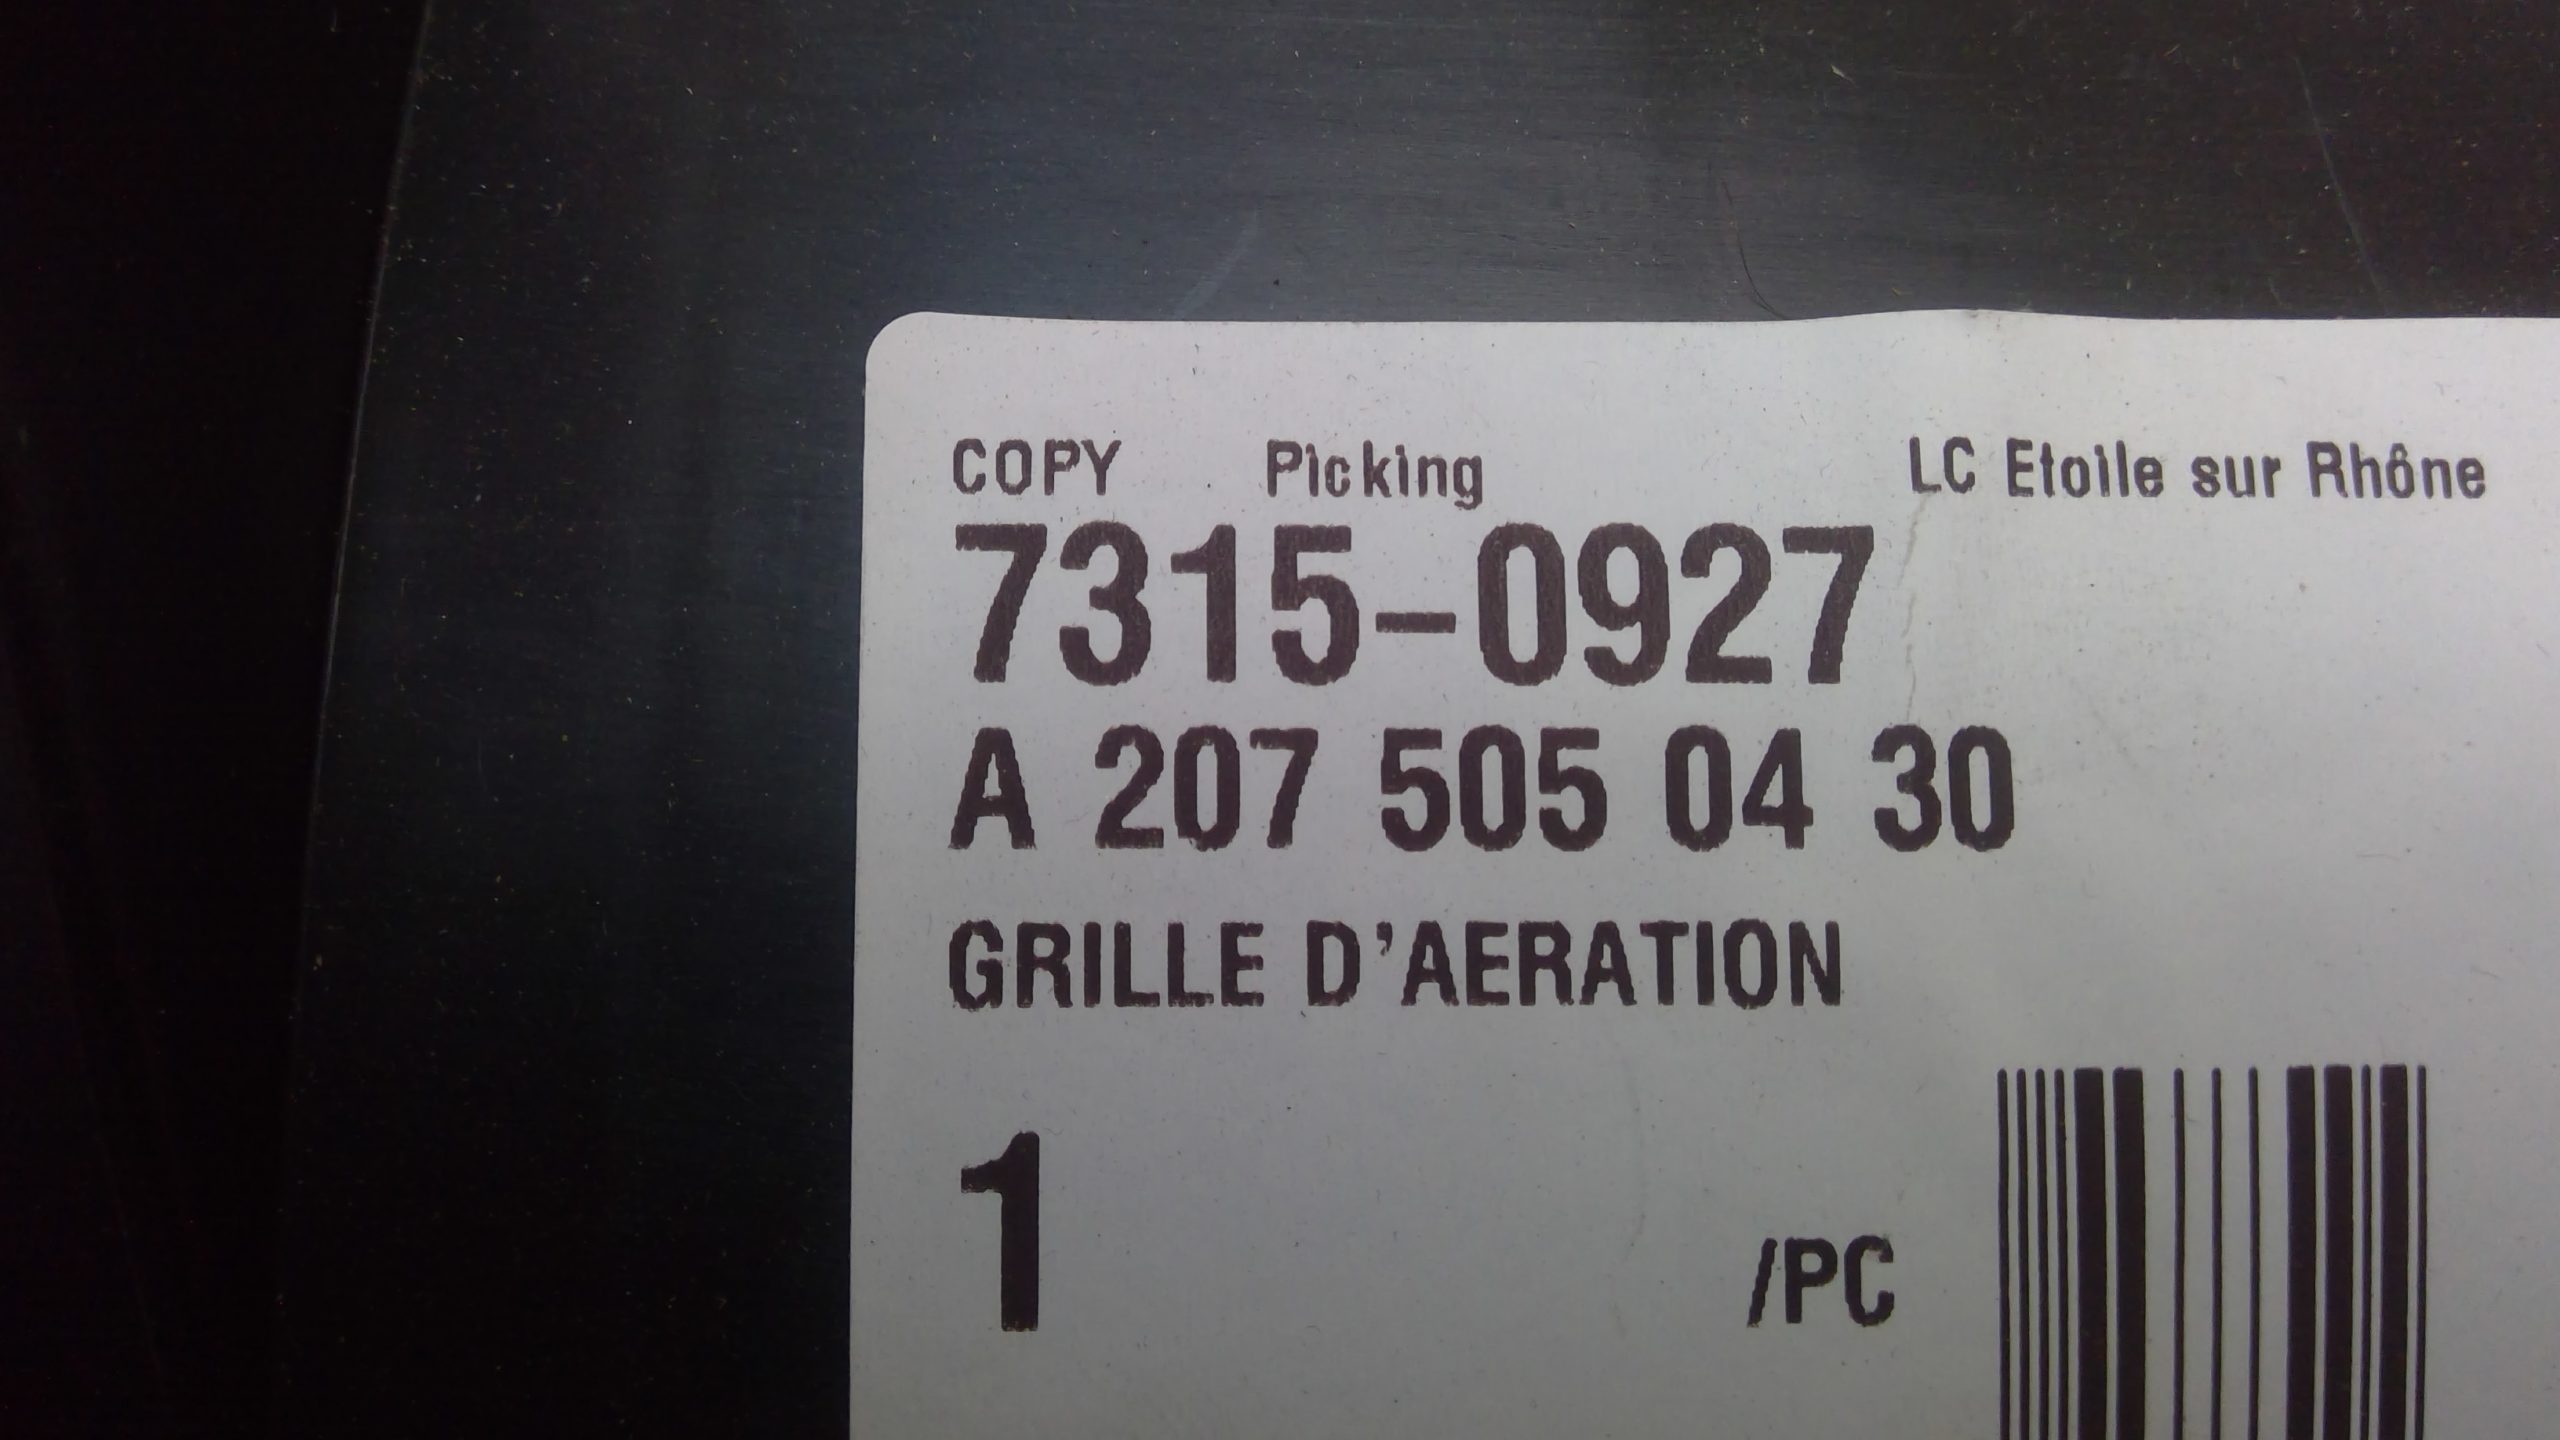 COPY Picking LC Etoile sur Rhône
7315-0927
A 207 505 04 30
GRILLE D'AERATION
1 /PC